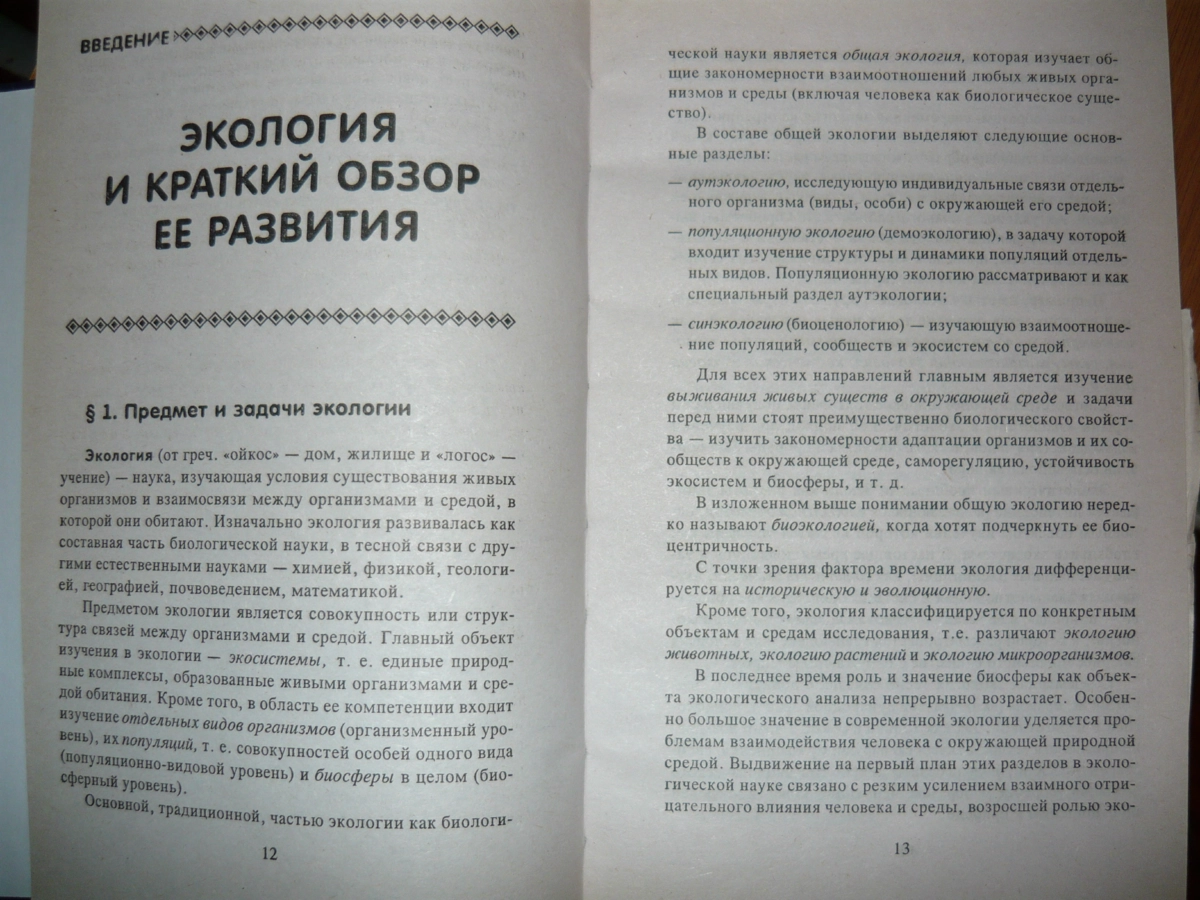 ВВЕДЕНИЕ
ЭКОЛОГИЯ
И КРАТКИЙ ОБЗОР
ЕЕ РАЗВИТИЯ
§ 1. Предмет и задачи экологии
Экология (от греч. «ойкос» — дом, жилище и «логос» —
учение) — наука, изучающая условия существования живых
организмов и взаимосвязи между организмами и средой, в
которой они обитают. Изначально экология развивалась как
составная часть биологической науки, в тесной связи с дру-
гими естественными науками — химией, физикой, геологи-
ей, географией, почвоведением, математикой.
Предметом экологии является совокупность или струк-
тура связей между организмами и средой. Главный объект
изучения в экологии — экосистемы, т. е. единые природ-
ные комплексы, образованные живыми организмами и сре-
дой обитания. Кроме того, в область ее компетенции входит
изучение отдельных видов организмов (организменный уро-
вень), их популяций, т. е. совокупностей особей одного вида
(популяционно-видовой уровень) и биосферы в целом (био-
сферный уровень).
Основной, традиционной, частью экологии как биологи-
12
ческой науки является общая экология, которая изучает об-
щие закономерности взаимоотношений любых живых орга-
низмов и среды (включая человека как биологическое суще-
ство).
В составе общей экологии выделяют следующие основ-
ные разделы:
— аутэкологию, исследующую индивидуальные связи отдель-
ного организма (виды, особи) с окружающей его средой;
— популяционную экологию (демоэкологию), в задачу которой
входит изучение структуры и динамики популяций отдель-
ных видов. Популяционную экологию рассматривают и как
специальный раздел аутэкологии;
— синэкологию (биоценологию) — изучающую взаимоотноше-
ние популяций, сообществ и экосистем со средой.
Для всех этих направлений главным является изучение
выживания живых существ в окружающей среде и задачи
перед ними стоят преимущественно биологического свойст-
ва — изучить закономерности адаптации организмов и их со-
обществ к окружающей среде, саморегуляцию, устойчивость
экосистем и биосферы, и т. д.
В изложенном выше понимании общую экологию неред-
ко называют биоэкологией, когда хотят подчеркнуть ее био-
центричность.
С точки зрения фактора времени экология дифференци-
руется на историческую и эволюционную.
Кроме того, экология классифицируется по конкретным
объектам и средам исследования, т.е. различают экологию
животных, экологию растений и экологию микроорганизмов.
В последнее время роль и значение биосферы как объек-
та экологического анализа непрерывно возрастает. Особен-
но большое значение в современной экологии уделяется про-
блемам взаимодействия человека с окружающей природной
средой. Выдвижение на первый план этих разделов в эколо-
гической науке связано с резким усилением взаимного отри-
цательного влияния человека и среды, возросшей ролью эко-
13